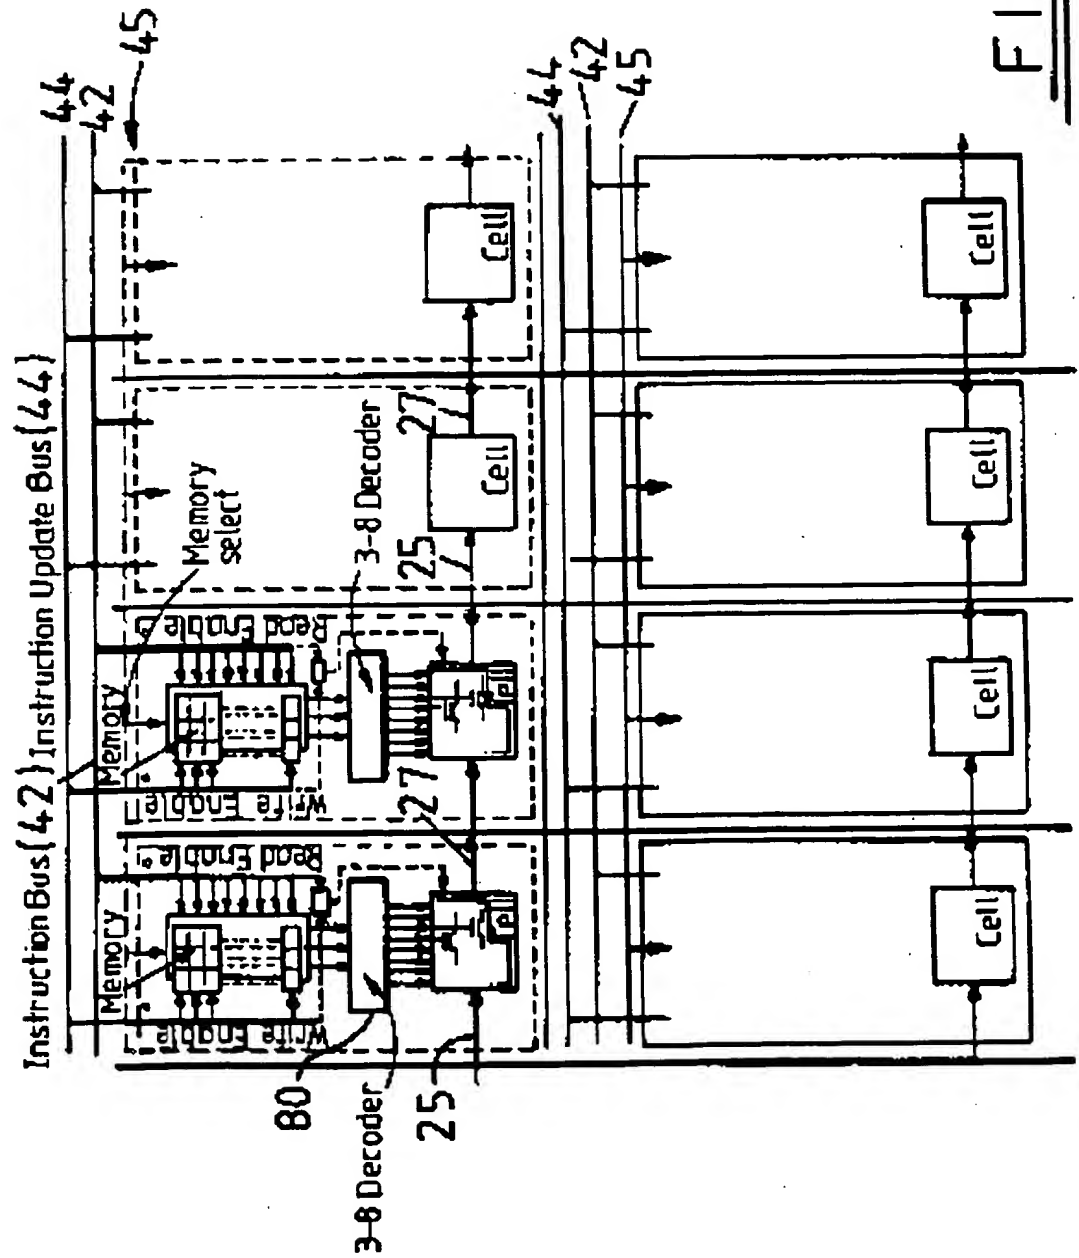 Instruction Bus(42) Instruction Update Bus(44)
44
42
45
Memory
Write Enable
Read Enable
Memory
Write Enable
Read Enable
Memory
select
80
3-8 Decoder
3-8 Decoder
25
27
25
27
Cell
Cell
Cell
Cell
44
42
45
Cell
Cell
Cell
Cell